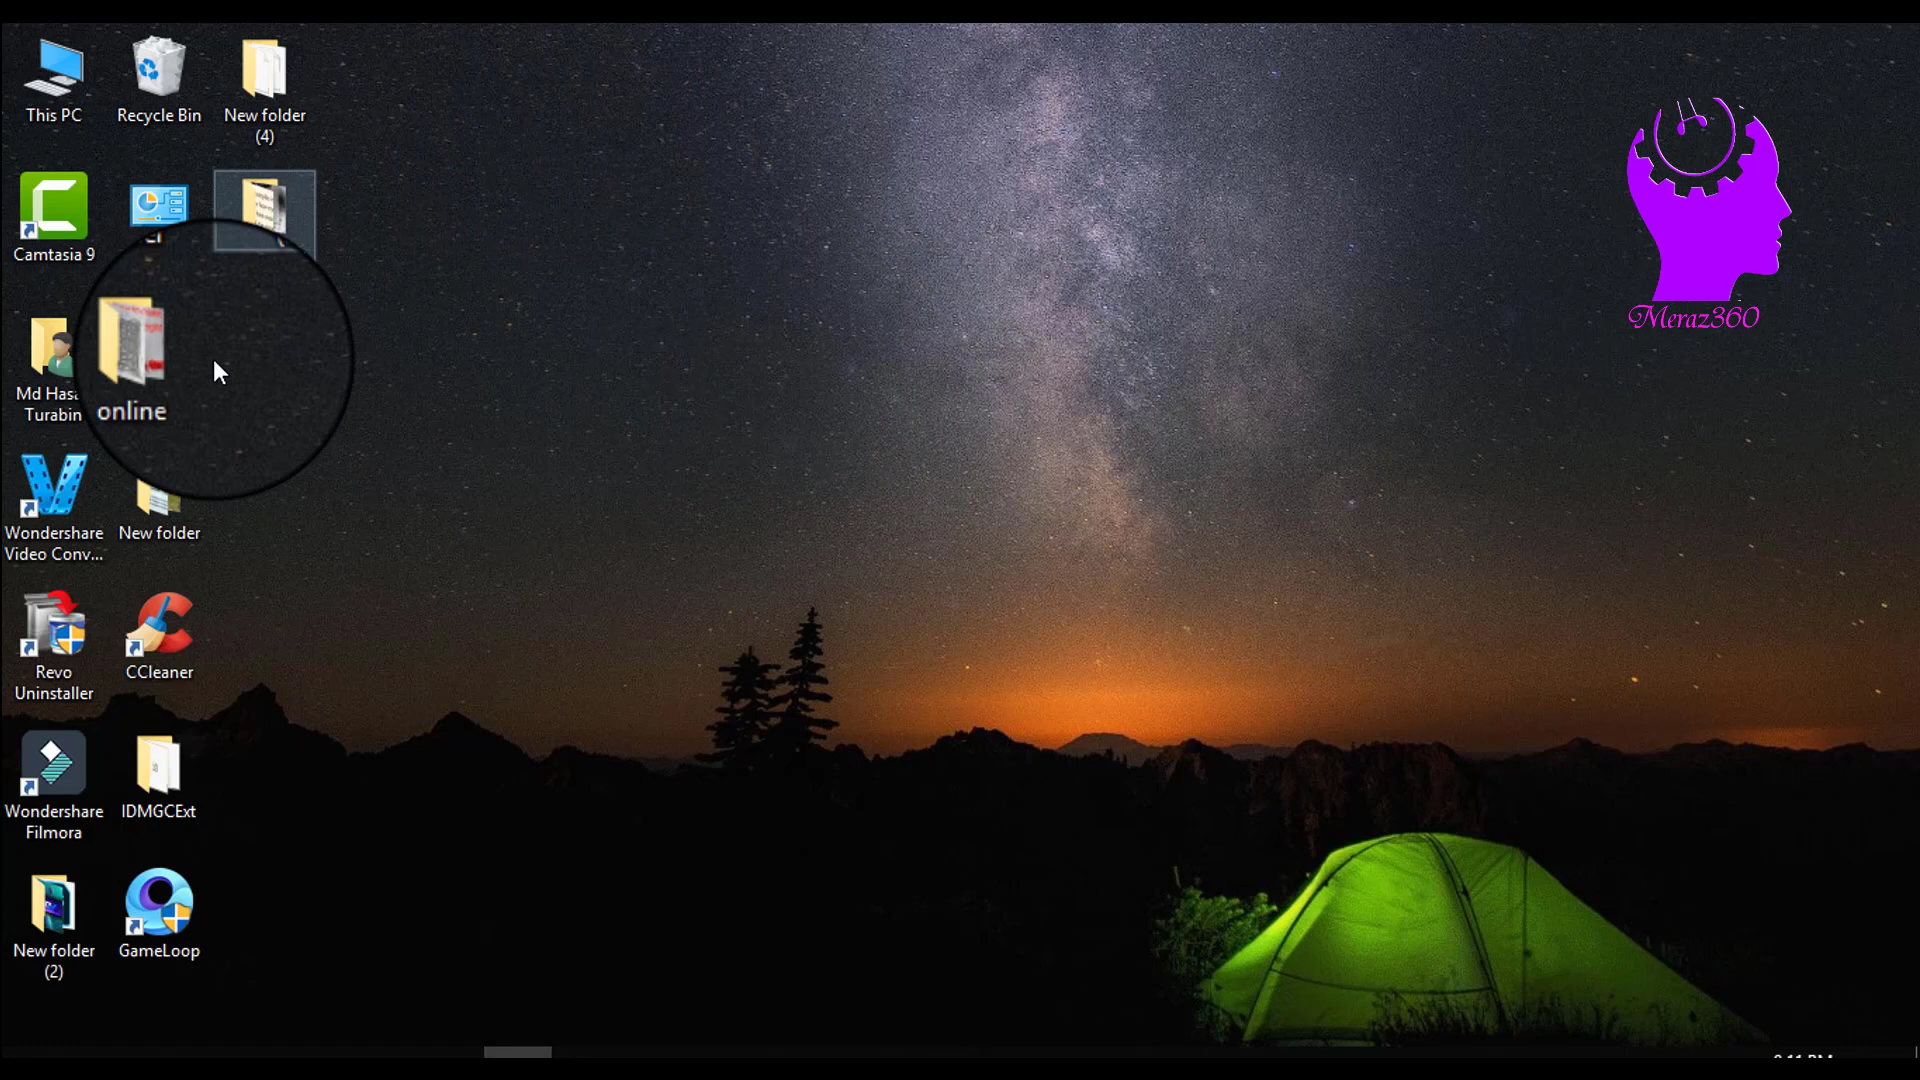 This PC
Recycle Bin
New folder
(4)
Camtasia 9
Md Hasa
Turabin
online
Wondershare
Video Conv...
New folder
Revo
Uninstaller
CCleaner
Wondershare
Filmora
IDMGCExt
New folder
(2)
GameLoop
Meraz360